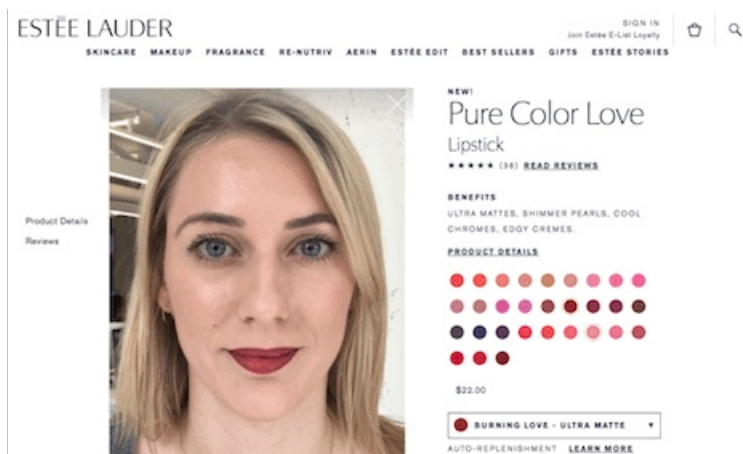 ESTĒE LAUDER
SIGN IN
Join Estée E-List Loyalty
SKINCARE MAKEUP FRAGRANCE RE-NUTRIV AERIN ESTÉE EDIT BEST SELLERS GIFTS ESTÉE STORIES
NEW!
Pure Color Love
Lipstick
★★★★★ (36) READ REVIEWS
Product Details
Reviews
BENEFITS
ULTRA MATTES, SHIMMER PEARLS, COOL
CHROMES, EDGY CREMES.
PRODUCT DETAILS
$22.00
BURNING LOVE - ULTRA MATTE ▼
AUTO-REPLENISHMENT LEARN MORE